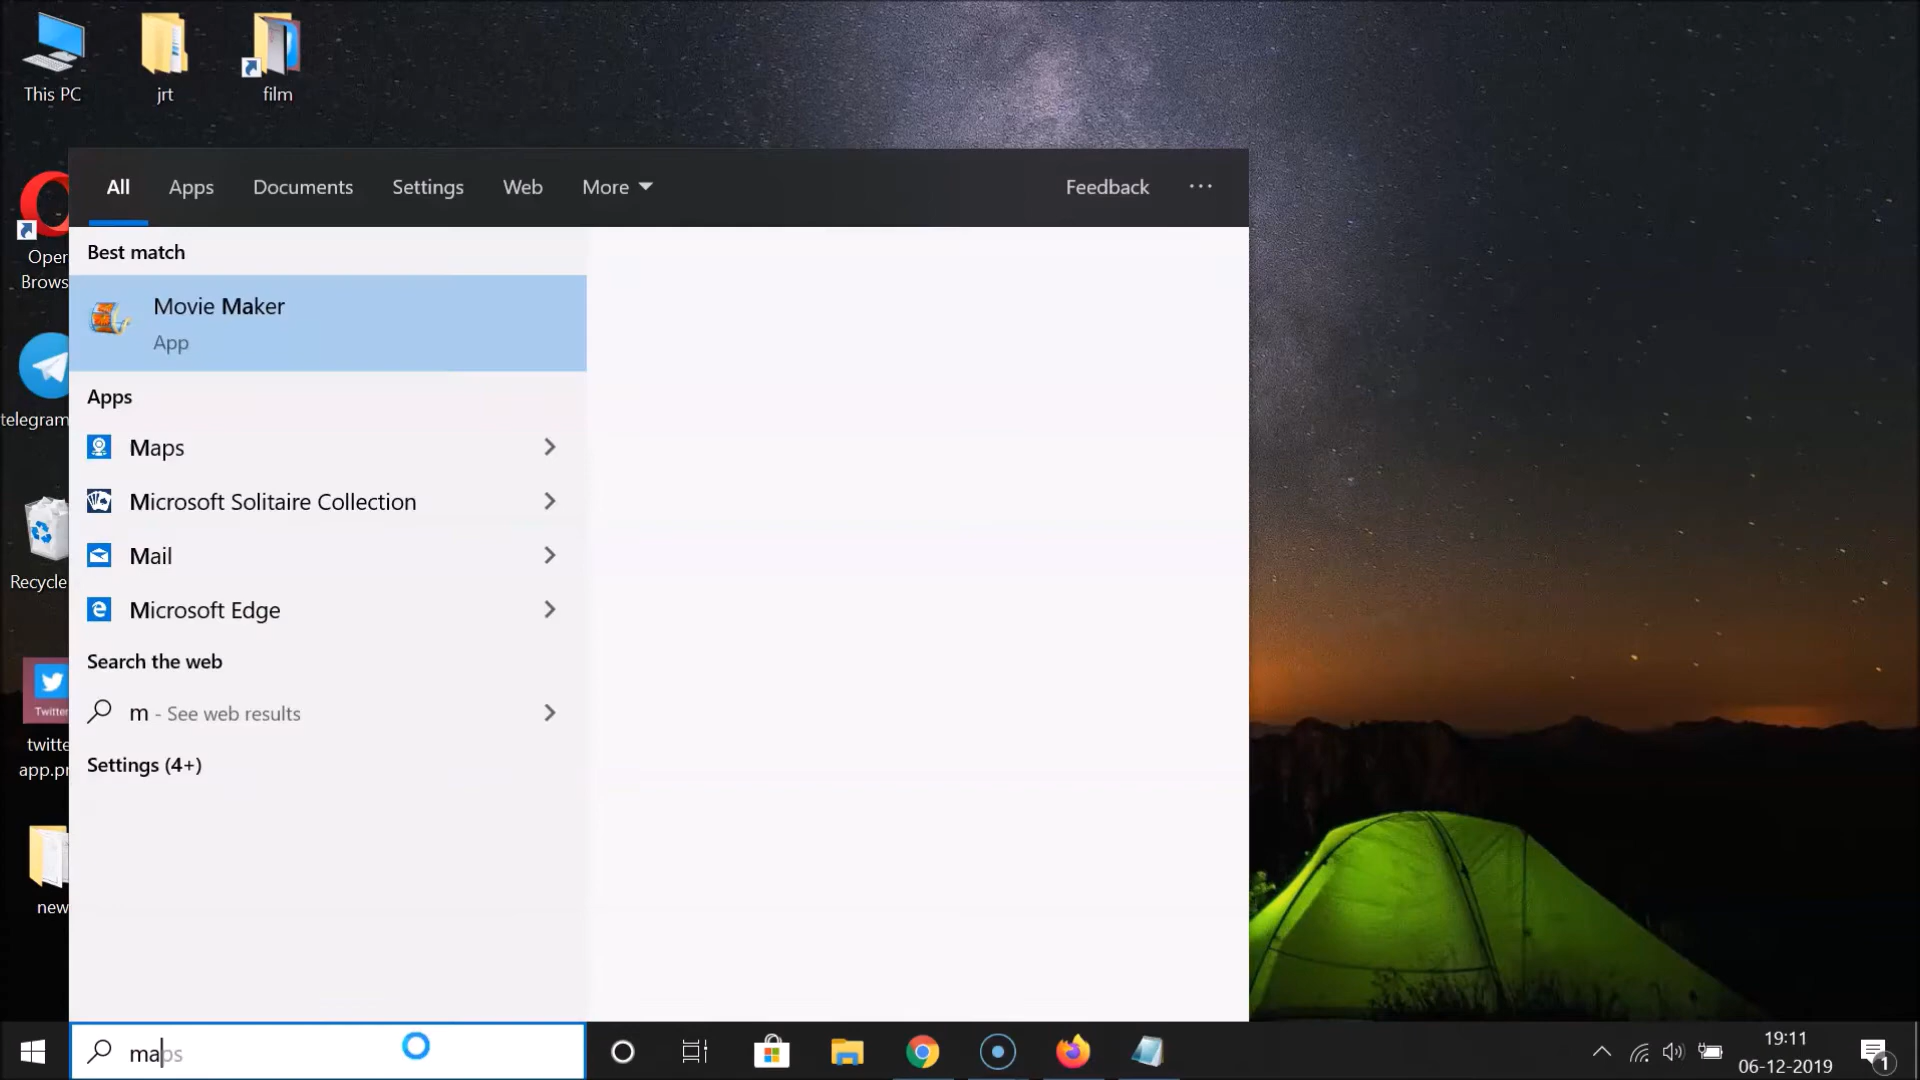 This PC
jrt
film
All
Apps
Documents
Settings
Web
More
Feedback
Best match
Movie Maker
App
Apps
Maps
Microsoft Solitaire Collection
Mail
Microsoft Edge
Search the web
m - See web results
Settings (4+)
Oper
Brows
telegram
Recycle
Twitter
twitte
app.pr
new
maps
19:11
06-12-2019
1